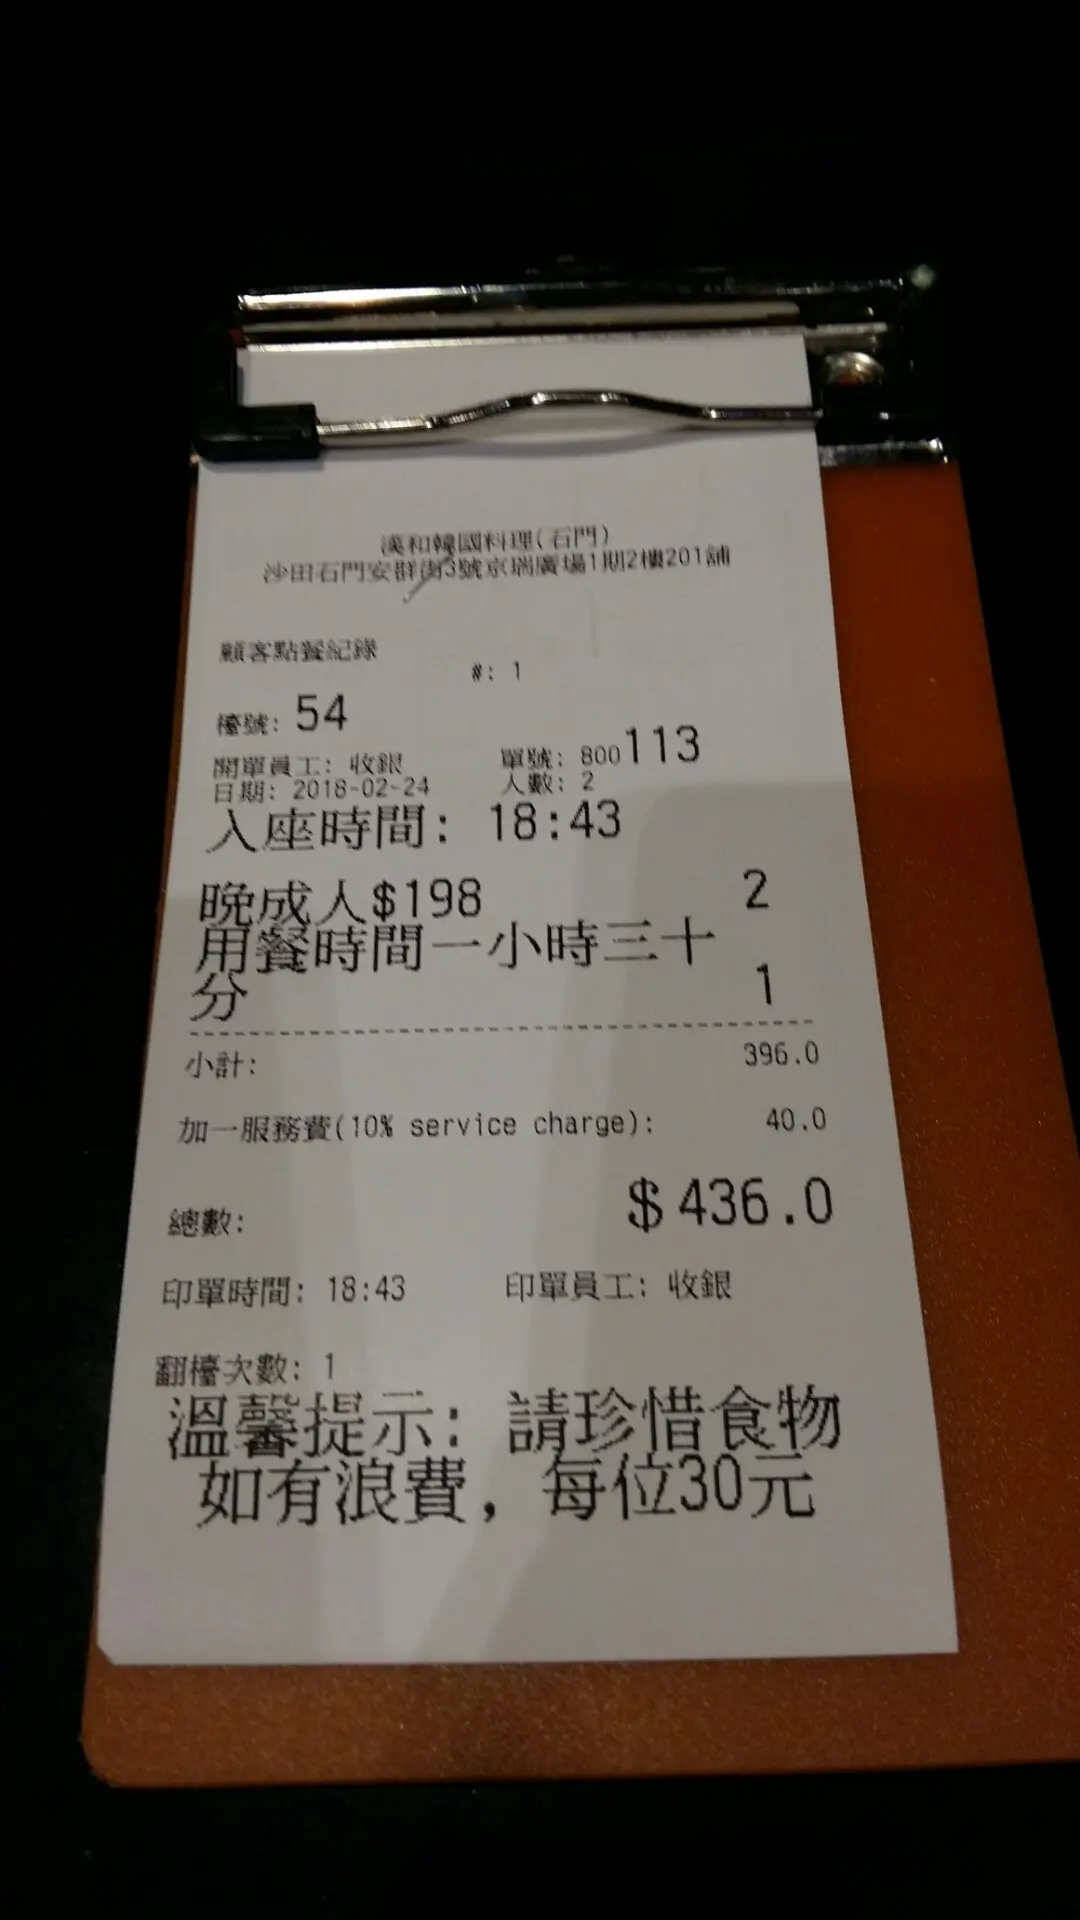 漢和韓國料理(石門)
沙田石門安群街3號京瑞廣場1期2樓201舖
顧客點餐紀錄
#: 1
檯號: 54
開單員工: 收銀 單號: 800113
日期: 2018-02-24 人數: 2
入座時間: 18:43
晚成人$198 2
用餐時間一小時三十
分 1
小計: 396.0
加一服務費(10% service charge): 40.0
總數: $436.0
印單時間: 18:43 印單員工: 收銀
翻檯次數: 1
溫馨提示: 請珍惜食物
如有浪費, 每位30元